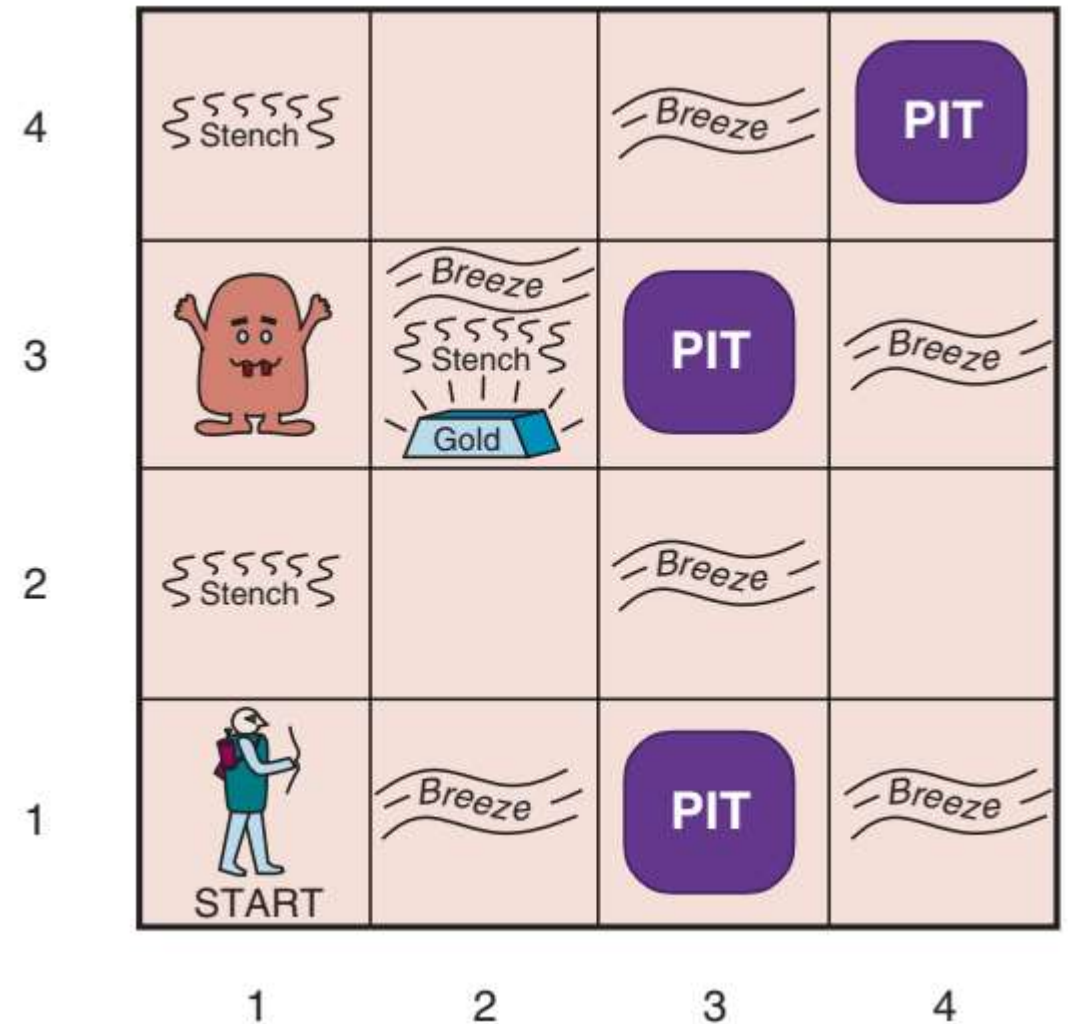 4
Stench
Breeze
PIT
3
Breeze
Stench
Gold
PIT
Breeze
2
Stench
Breeze
1
START
Breeze
PIT
Breeze
1 2 3 4